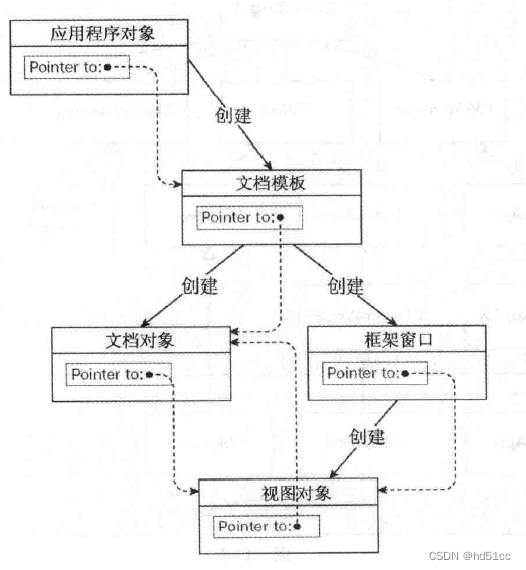 应用程序对象
Pointer to:
创建
文档模板
Pointer to:
创建
创建
文档对象
框架窗口
Pointer to:
Pointer to:
创建
视图对象
Pointer to:
CSDN @hd51cc